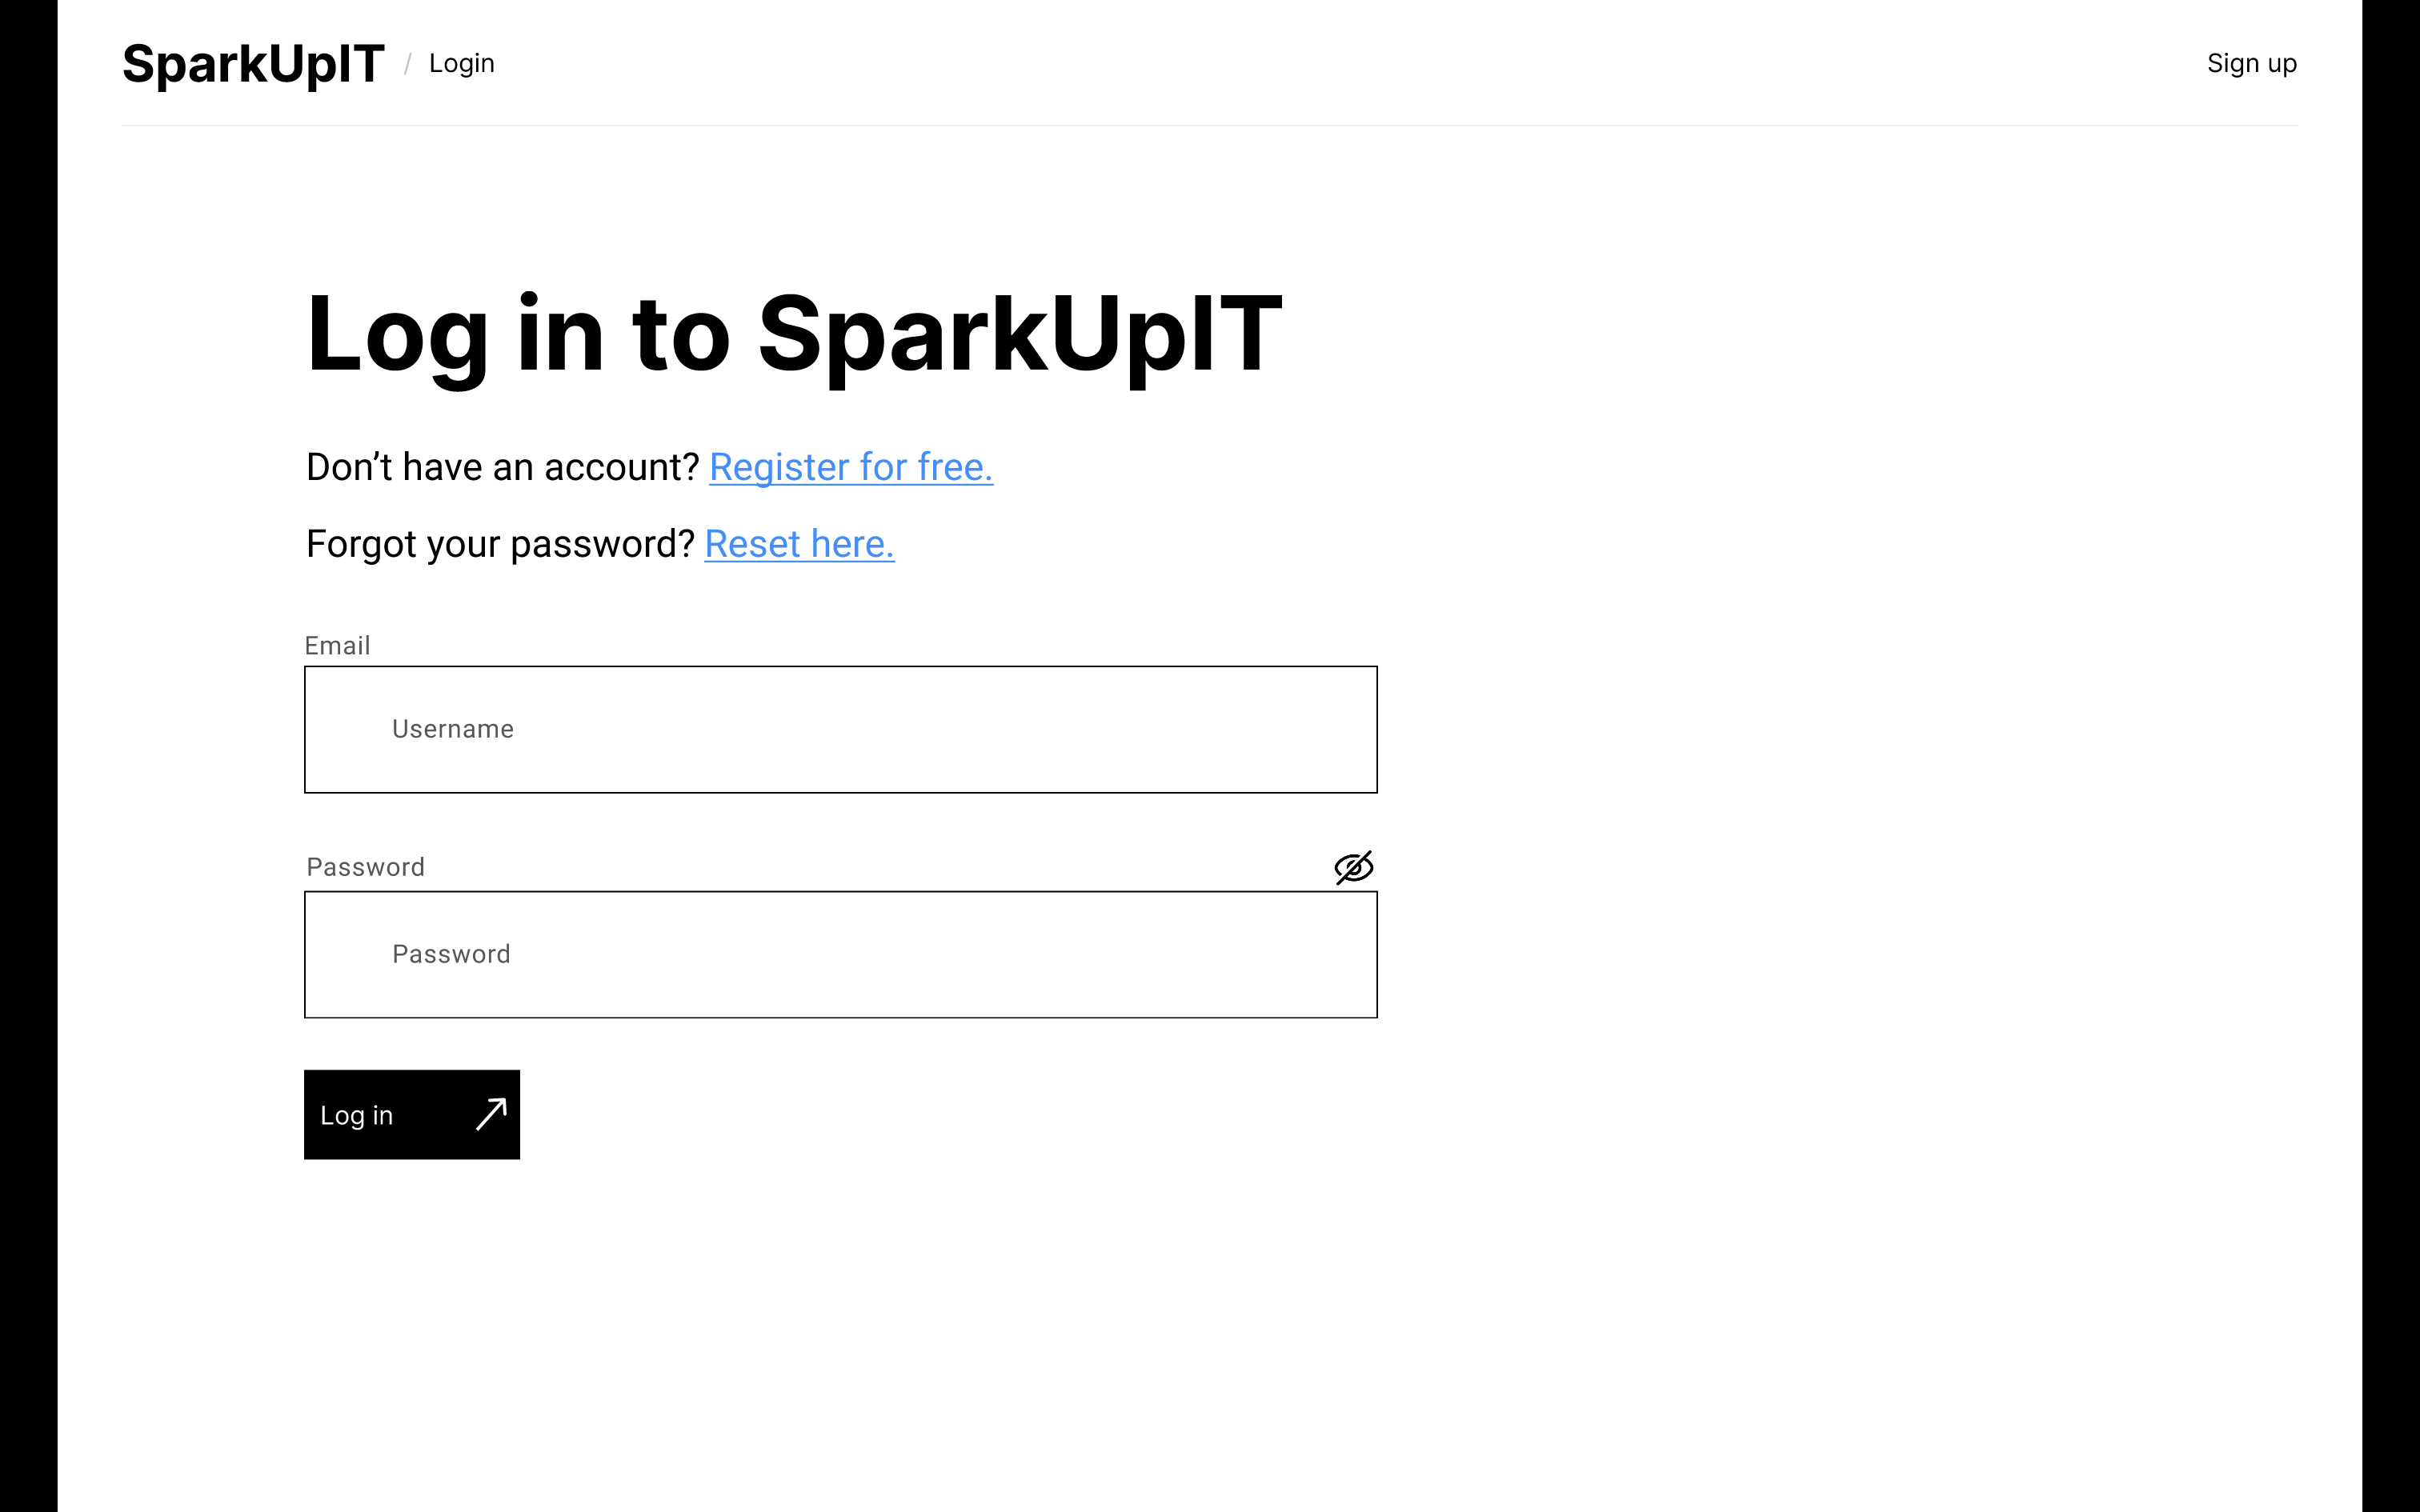 SparkUpIT / Login Sign up
Log in to SparkUpIT
Don’t have an account? Register for free.
Forgot your password? Reset here.
Email
Username
Password
Password
Log in